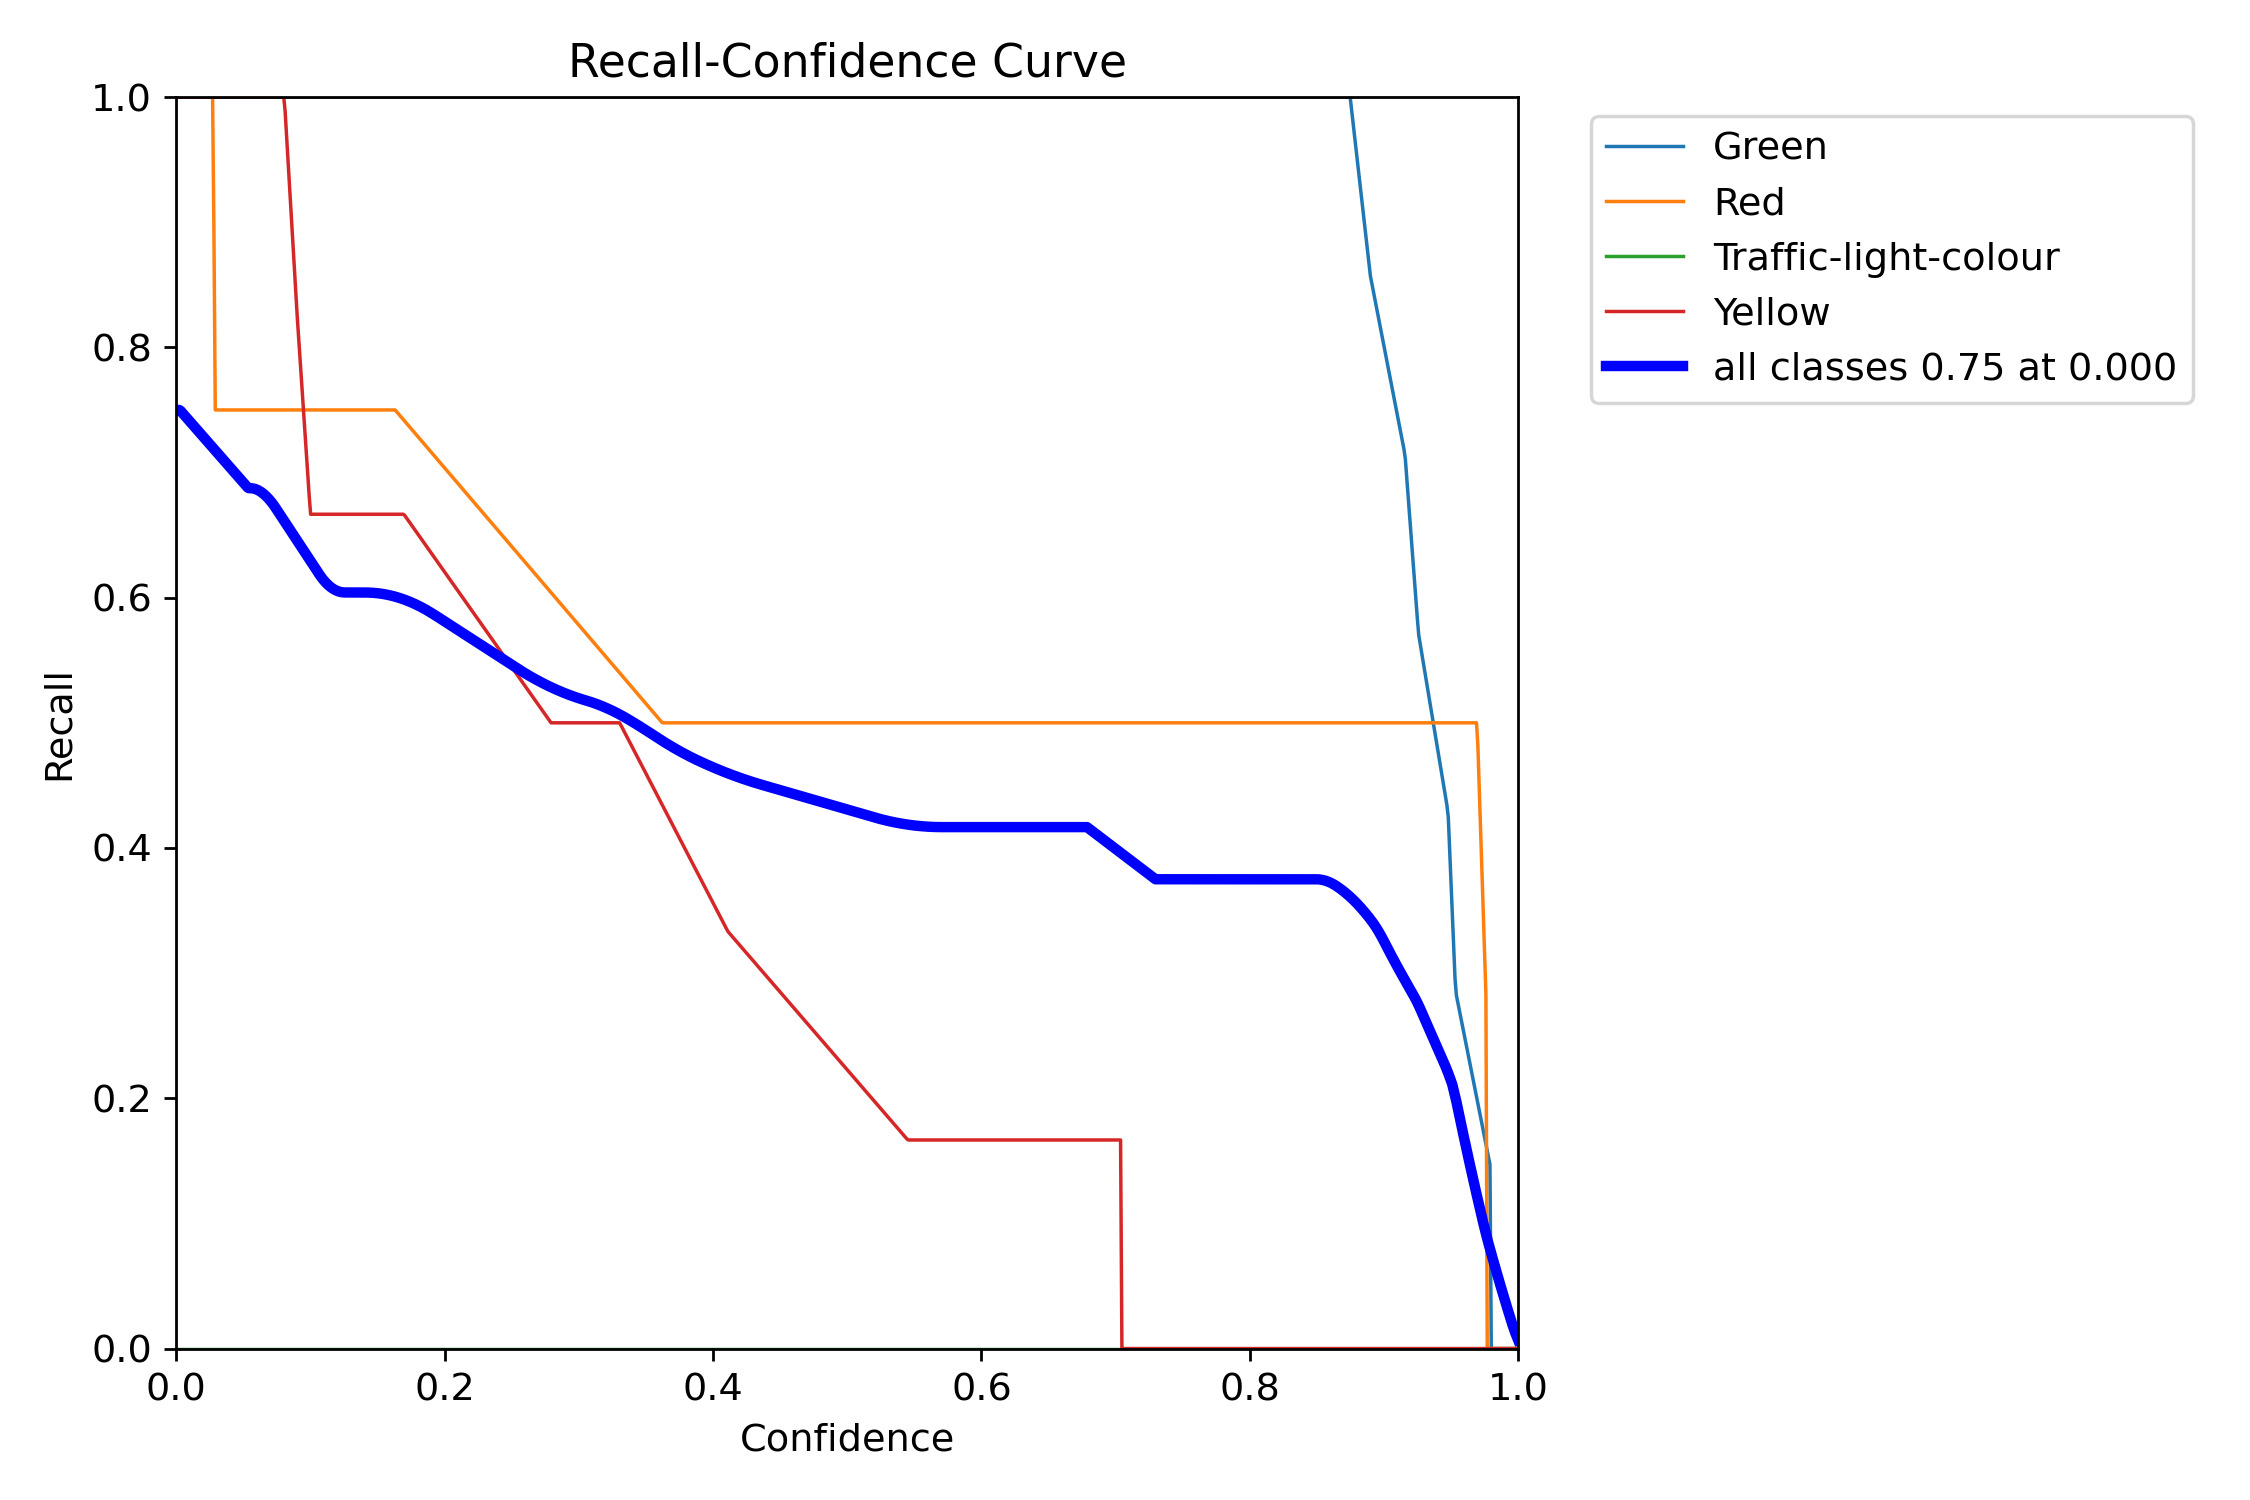 Recall-Confidence Curve
1.0
0.8
0.6
0.4
0.2
0.0
Recall
0.0 0.2 0.4 0.6 0.8 1.0
Confidence
Green
Red
Traffic-light-colour
Yellow
all classes 0.75 at 0.000